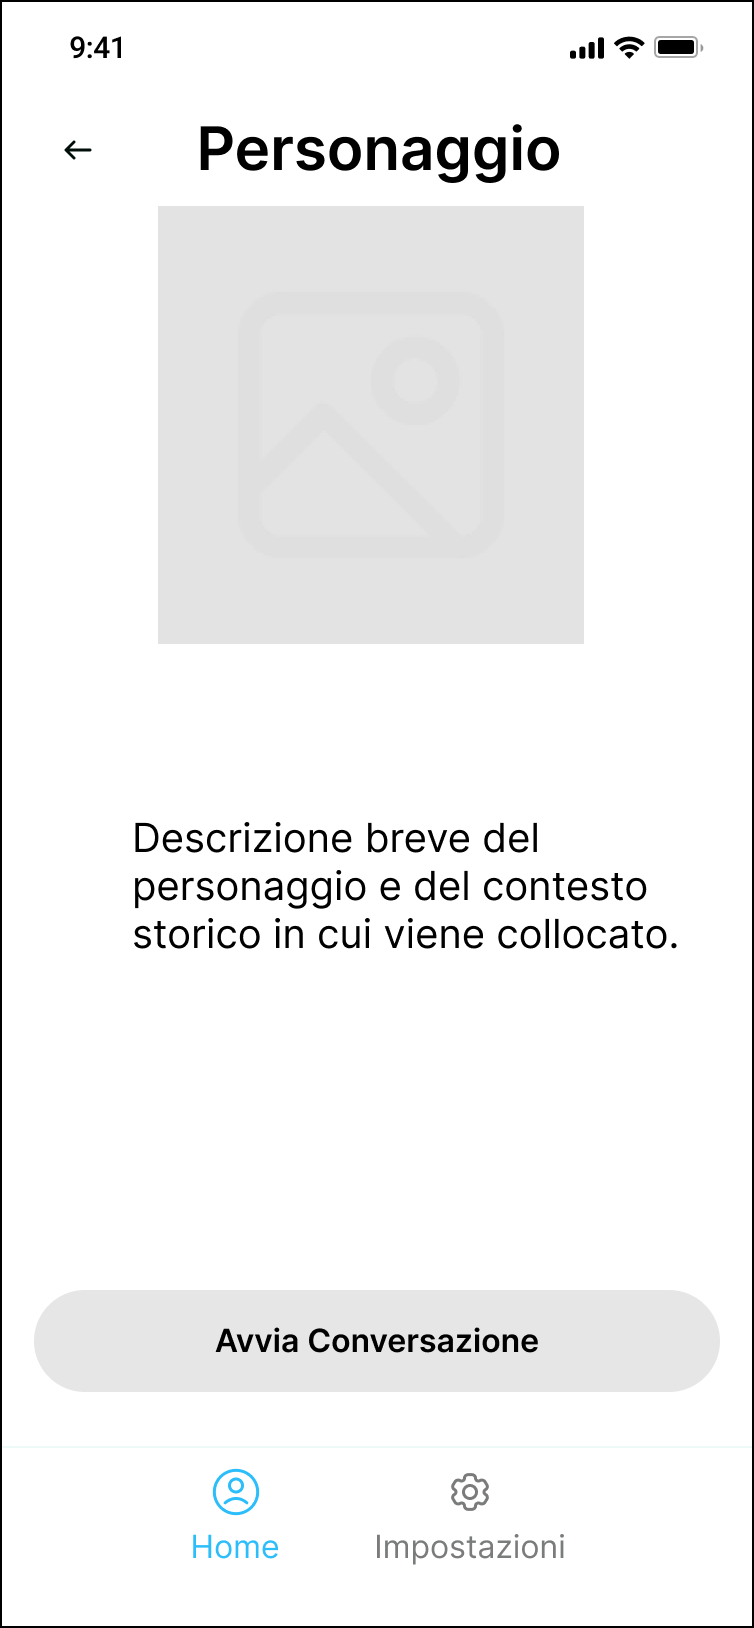 9:41
Personaggio
Descrizione breve del
personaggio e del contesto
storico in cui viene collocato.
Avvia Conversazione
Home
Impostazioni